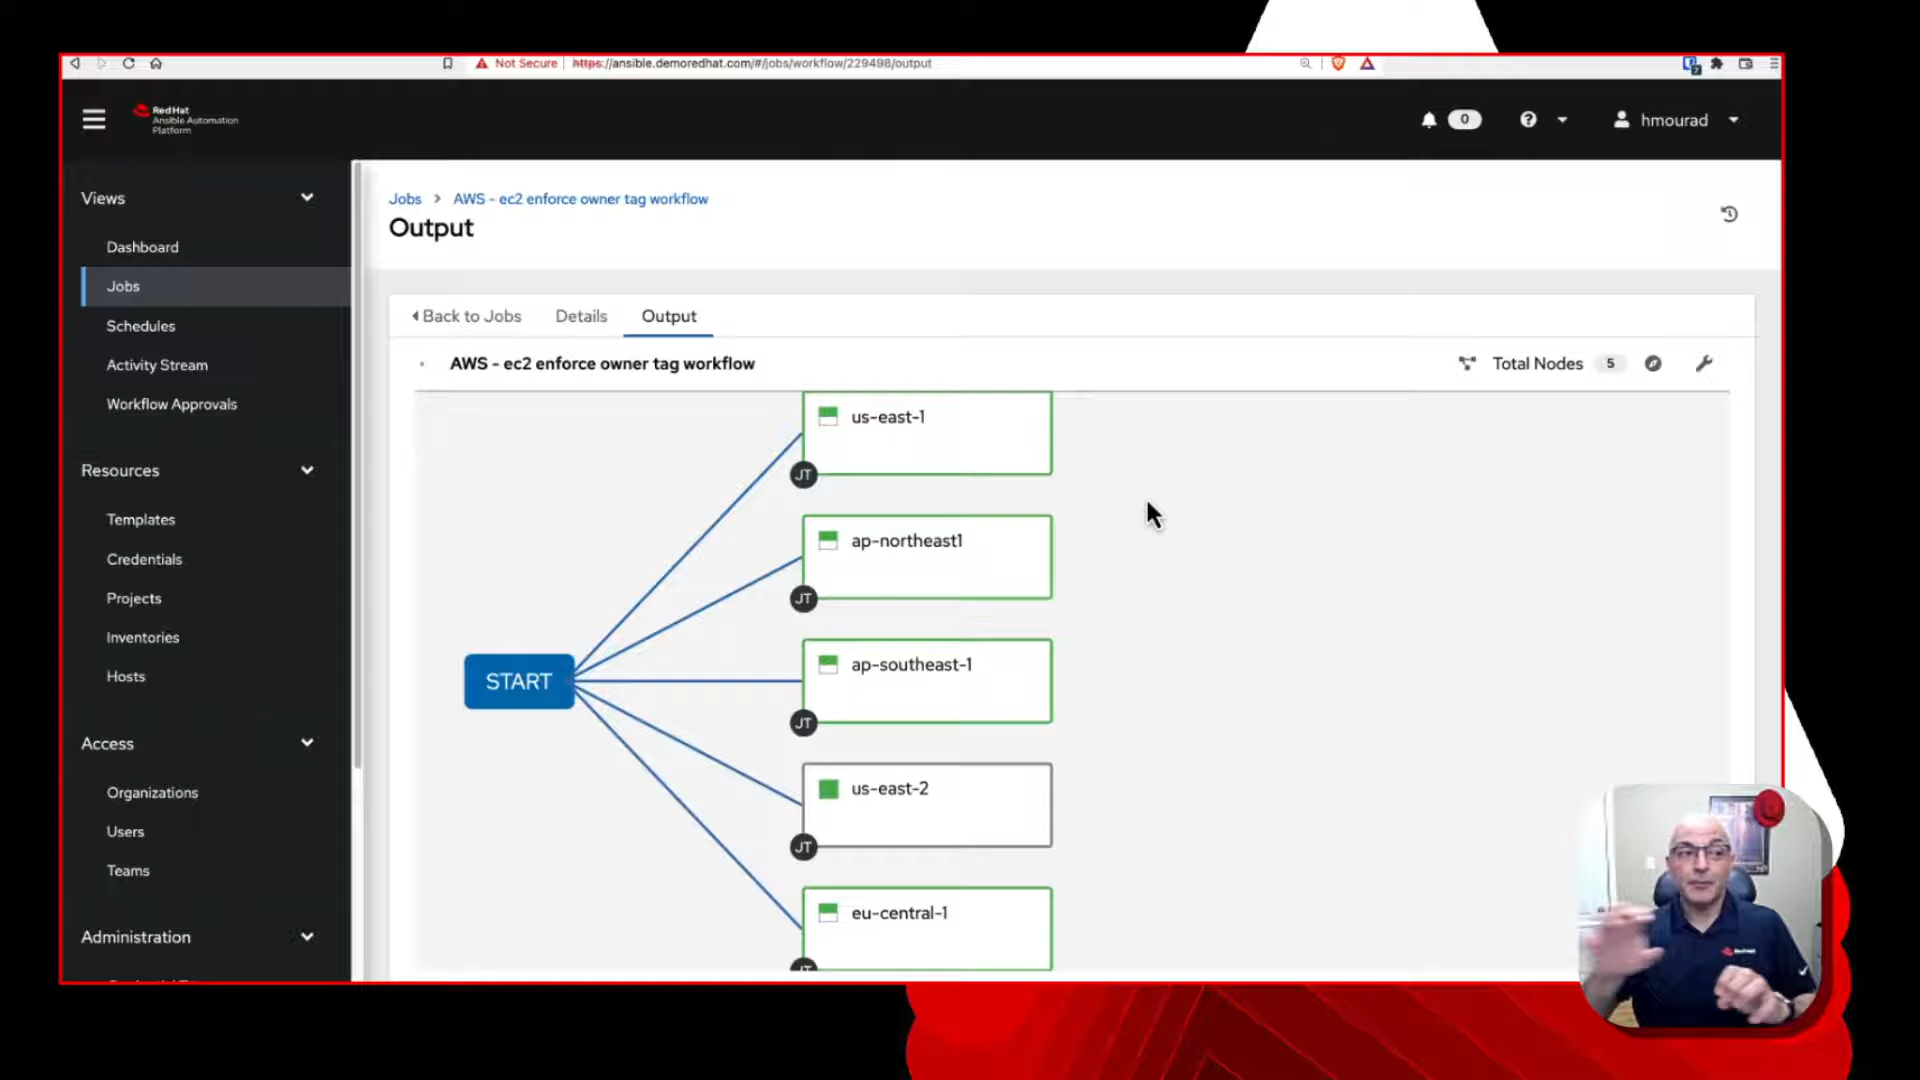 Not Secure https://ansible.demoredhat.com/#/jobs/workflow/229498/output
RedHat
Ansible Automation
Platform
0
hmourad
Views
Dashboard
Jobs
Schedules
Activity Stream
Workflow Approvals
Resources
Templates
Credentials
Projects
Inventories
Hosts
Access
Organizations
Users
Teams
Administration
Jobs > AWS - ec2 enforce owner tag workflow
Output
Back to Jobs
Details
Output
AWS - ec2 enforce owner tag workflow
Total Nodes 5
START
us-east-1
JT
ap-northeast1
JT
ap-southeast-1
JT
us-east-2
JT
eu-central-1
JT